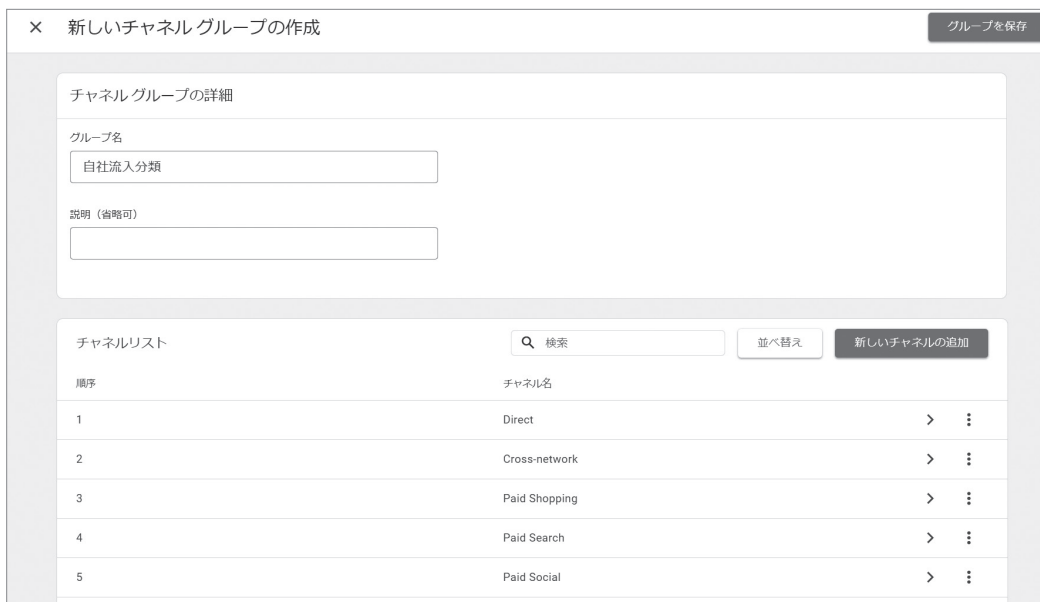 新しいチャネル グループの作成
グループを保存
チャネル グループの詳細
グループ名
自社流入分類
説明（省略可）
チャネルリスト
検索
並べ替え
新しいチャネルの追加
順序 チャネル名
1 Direct
2 Cross-network
3 Paid Shopping
4 Paid Search
5 Paid Social